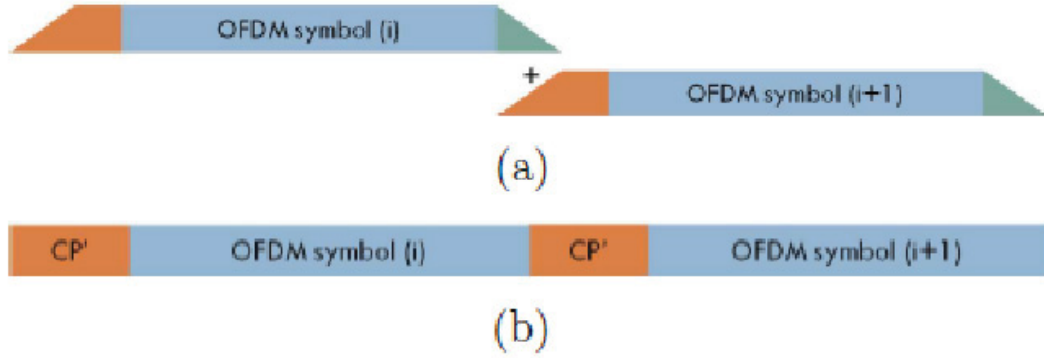 OFDM symbol (i)
+
OFDM symbol (i+1)
(a)
CP' OFDM symbol (i) CP' OFDM symbol (i+1)
(b)